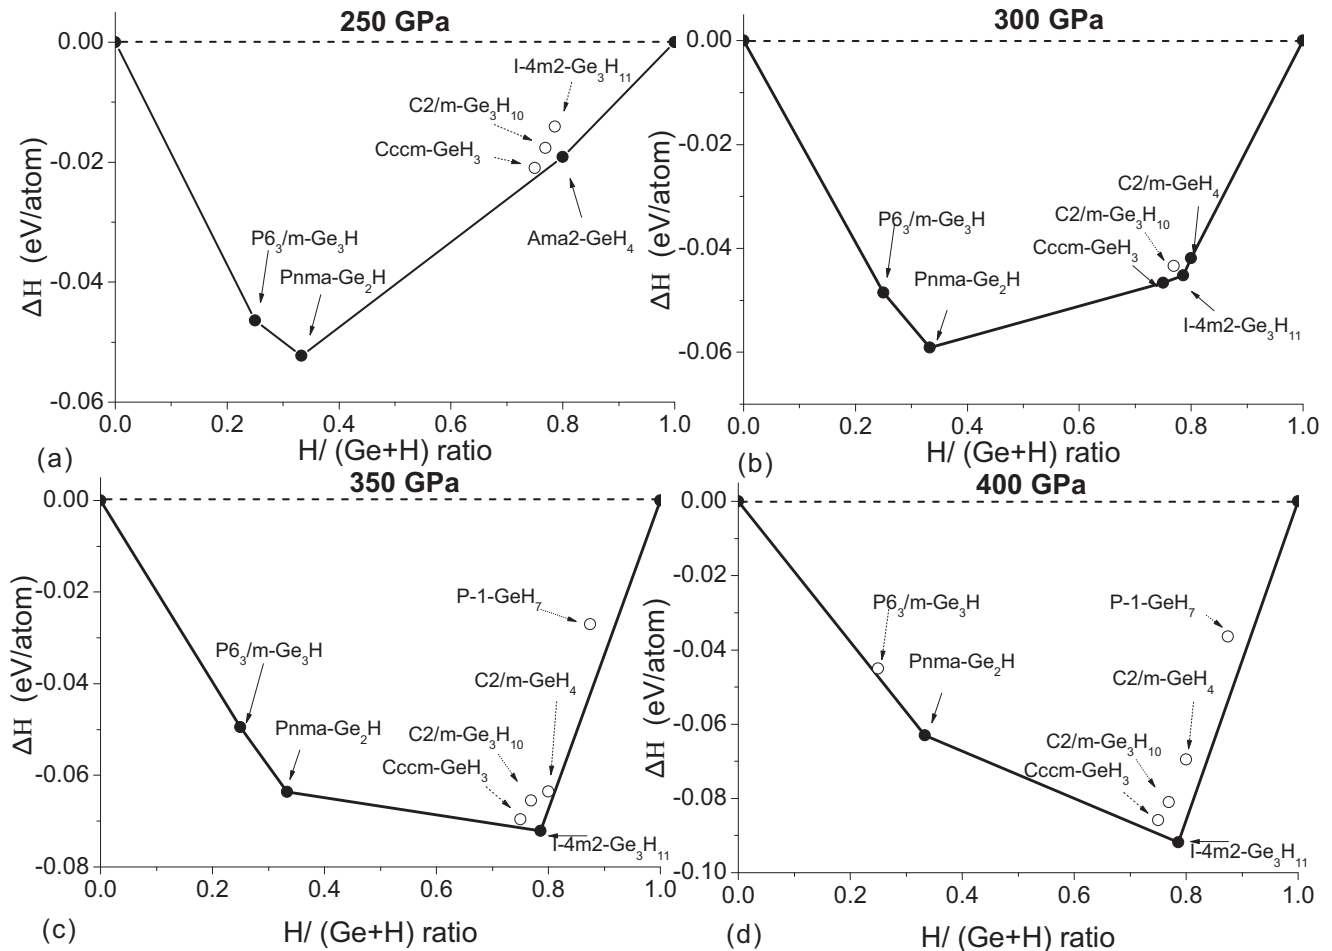 250 GPa
0.00
-0.02
-0.04
-0.06
ΔH (eV/atom)
I-4m2-Ge₃H₁₁
C2/m-Ge₃H₁₀
Cccm-GeH₃
P6₃/m-Ge₃H
Ama2-GeH₄
Pnma-Ge₂H
0.0 0.2 0.4 0.6 0.8 1.0
H/ (Ge+H) ratio
(a)
300 GPa
0.00
-0.02
-0.04
-0.06
ΔH (eV/atom)
C2/m-GeH₄
P6₃/m-Ge₃H
C2/m-Ge₃H₁₀
Cccm-GeH₃
Pnma-Ge₂H
I-4m2-Ge₃H₁₁
0.0 0.2 0.4 0.6 0.8 1.0
H/ (Ge+H) ratio
(b)
350 GPa
0.00
-0.02
-0.04
-0.06
-0.08
ΔH (eV/atom)
P-1-GeH₇
P6₃/m-Ge₃H
C2/m-GeH₄
Pnma-Ge₂H
C2/m-Ge₃H₁₀
Cccm-GeH₃
I-4m2-Ge₃H₁₁
0.0 0.2 0.4 0.6 0.8 1.0
H/ (Ge+H) ratio
(c)
400 GPa
0.00
-0.02
-0.04
-0.06
-0.08
-0.10
ΔH (eV/atom)
P6₃/m-Ge₃H
P-1-GeH₇
Pnma-Ge₂H
C2/m-GeH₄
C2/m-Ge₃H₁₀
Cccm-GeH₃
I-4m2-Ge₃H₁₁
0.0 0.2 0.4 0.6 0.8 1.0
H/ (Ge+H) ratio
(d)